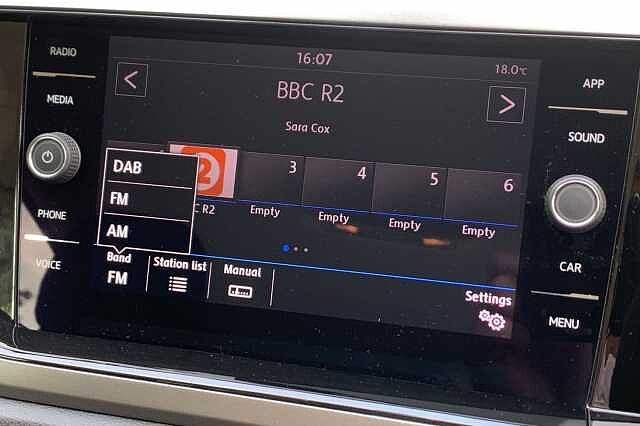 RADIO
MEDIA
PHONE
VOICE
16:07
18.0°C
<
BBC R2
>
Sara Cox
2
3
4
5
6
C R2
Empty
Empty
Empty
Empty
DAB
FM
AM
Band
FM
Station list
Manual
Settings
APP
SOUND
CAR
MENU